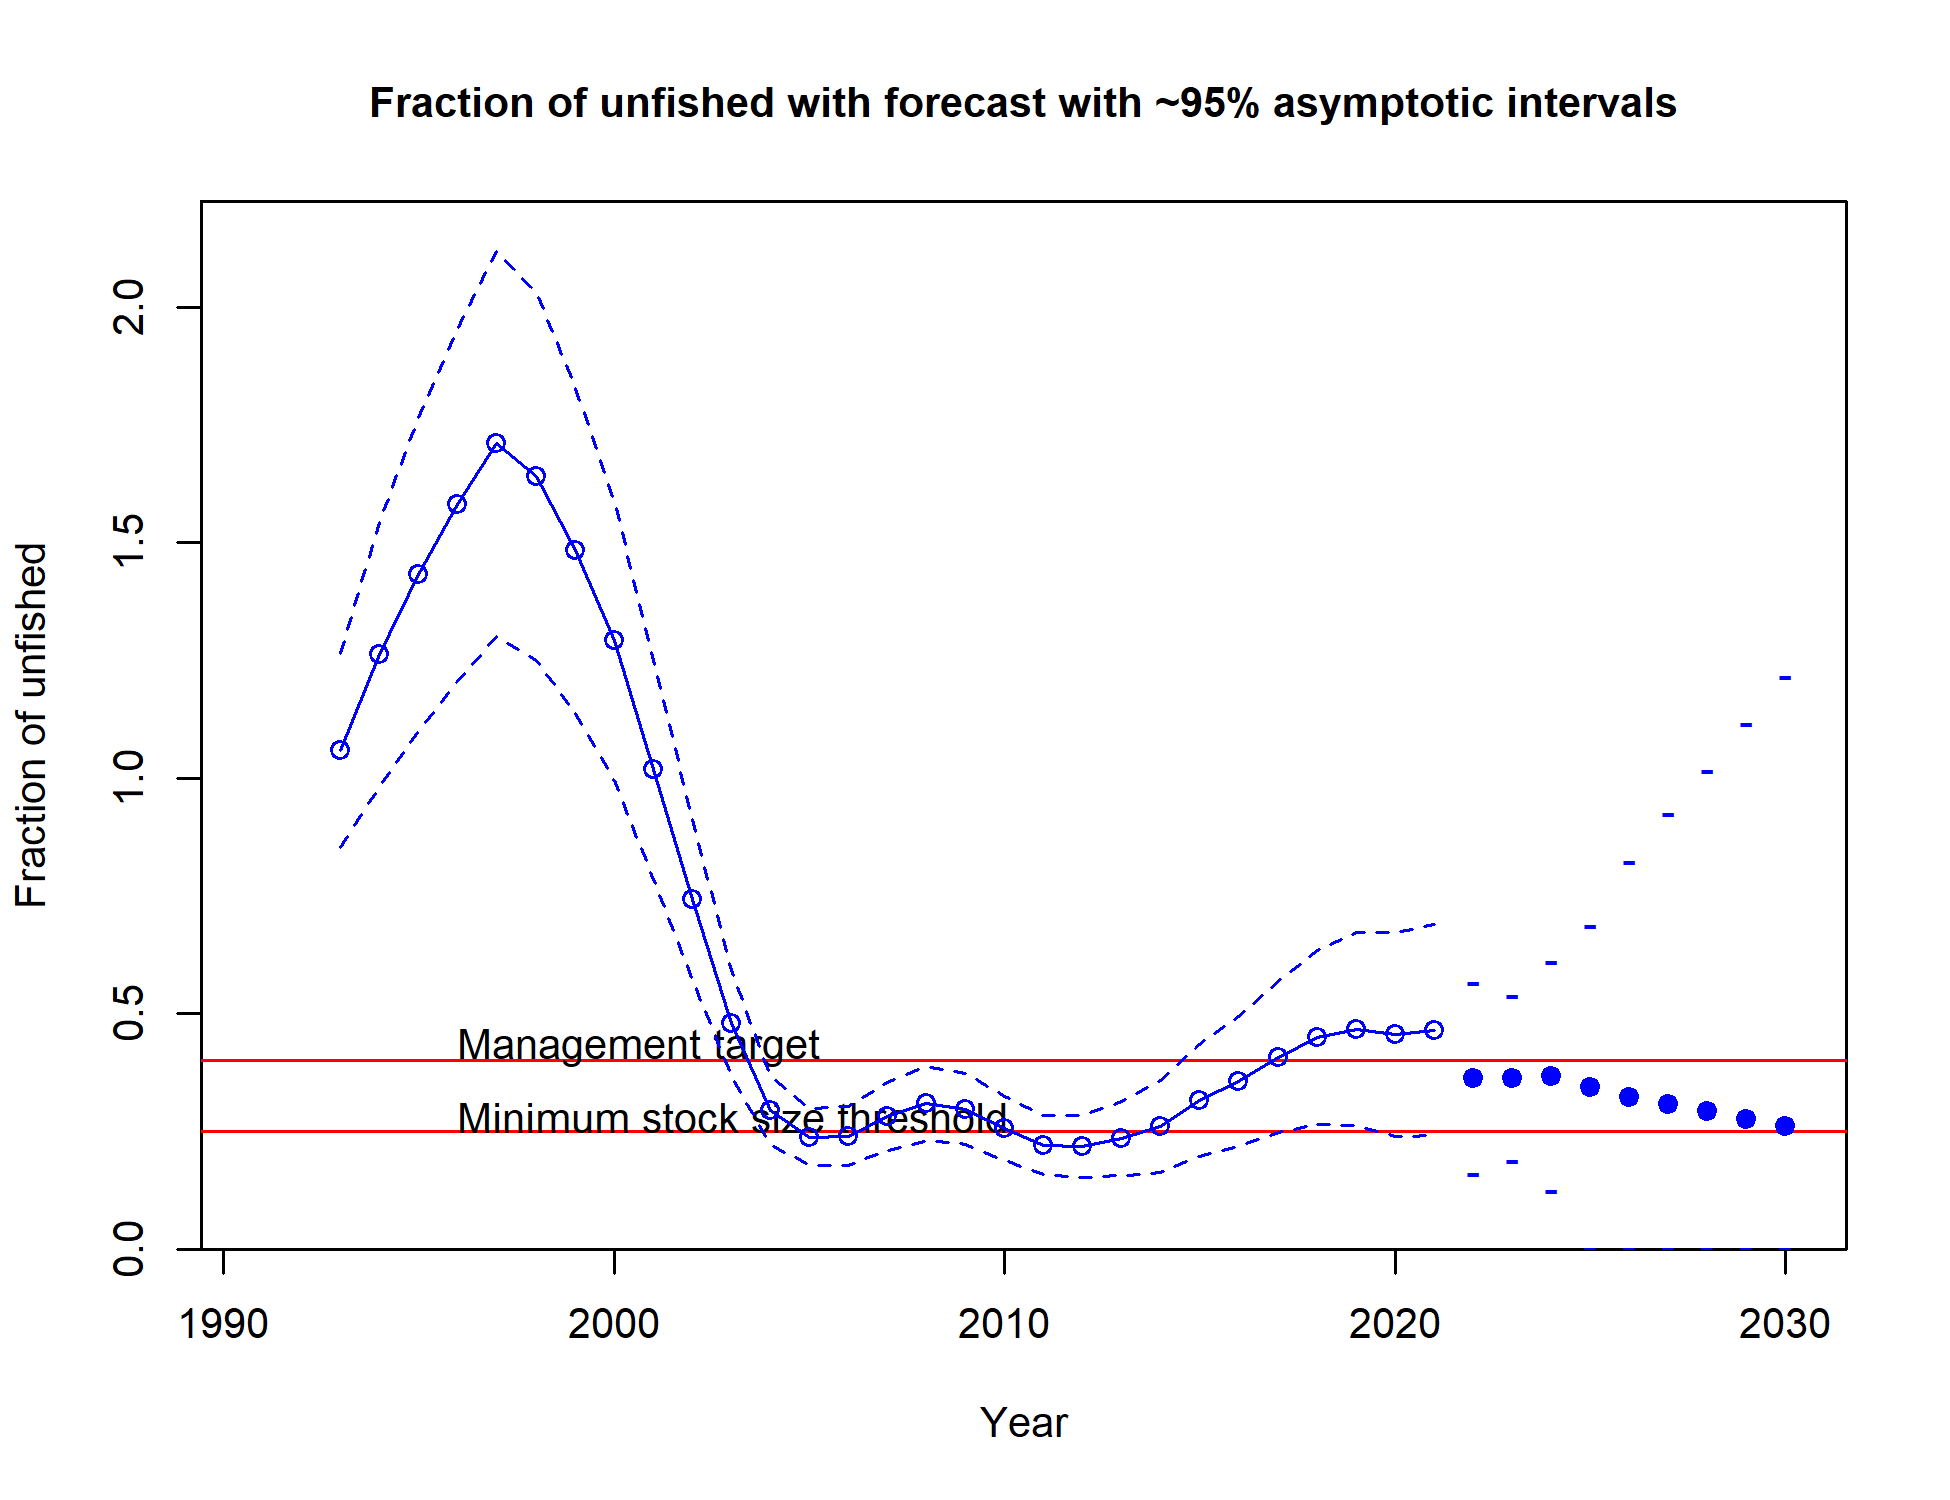 Fraction of unfished with forecast with ~95% asymptotic intervals
Fraction of unfished
2.0
1.5
1.0
0.5
0.0
Management target
Minimum stock size threshold
1990 2000 2010 2020 2030
Year